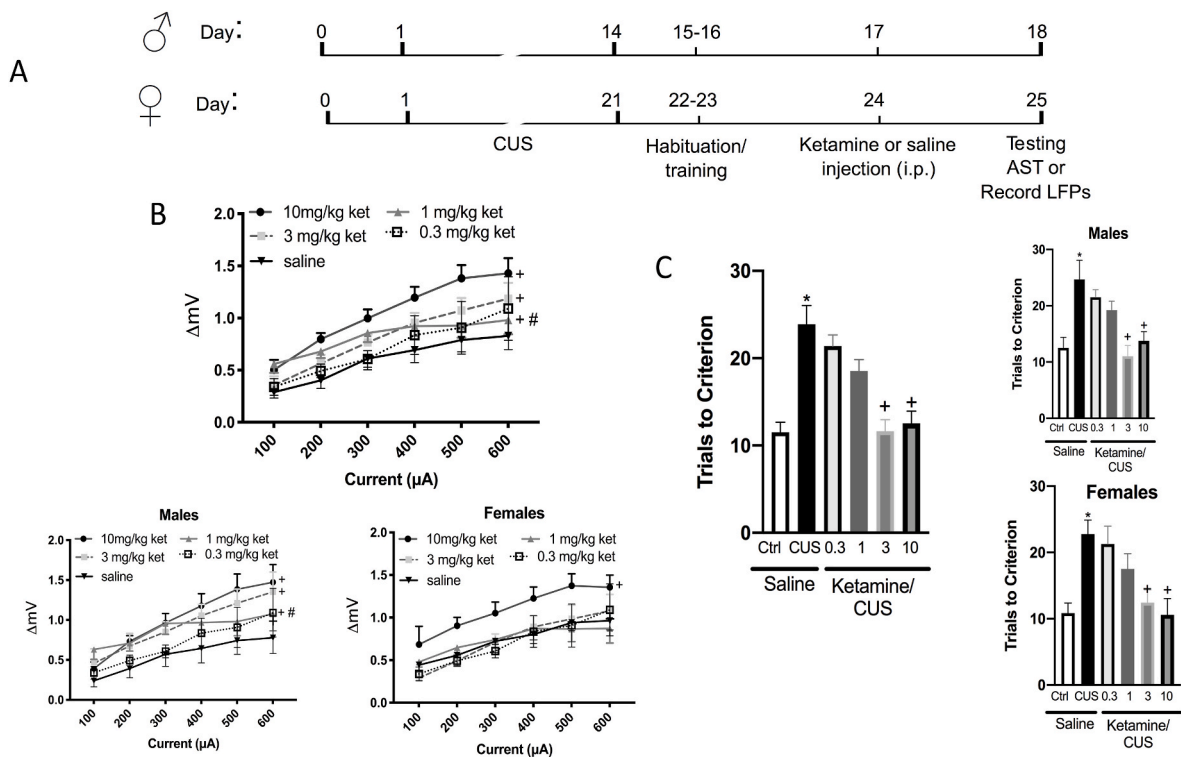 ♂ Day: 0 1 14 15-16 17 18
A
♀ Day: 0 1 21 22-23 24 25
CUS
Habituation/
training
Ketamine or saline
injection (i.p.)
Testing
AST or
Record LFPs
B
2.0
1.5
1.0
0.5
0.0
ΔmV
10mg/kg ket
1 mg/kg ket
3 mg/kg ket
0.3 mg/kg ket
saline
+
+
+ #
100 200 300 400 500 600
Current (µA)
Males
2.0
1.5
1.0
0.5
0.0
ΔmV
10mg/kg ket
1 mg/kg ket
3 mg/kg ket
0.3 mg/kg ket
saline
+
+
+ #
100 200 300 400 500 600
Current (µA)
Females
2.0
1.5
1.0
0.5
0.0
ΔmV
10mg/kg ket
1 mg/kg ket
3 mg/kg ket
0.3 mg/kg ket
saline
+
100 200 300 400 500 600
Current (µA)
C
30
20
10
0
Trials to Criterion
*
+ +
Ctrl CUS 0.3 1 3 10
Saline
Ketamine/
CUS
Males
30
20
10
0
Trials to Criterion
*
+ +
Ctrl CUS 0.3 1 3 10
Saline
Ketamine/
CUS
Females
30
20
10
0
Trials to Criterion
*
+ +
Ctrl CUS 0.3 1 3 10
Saline
Ketamine/
CUS